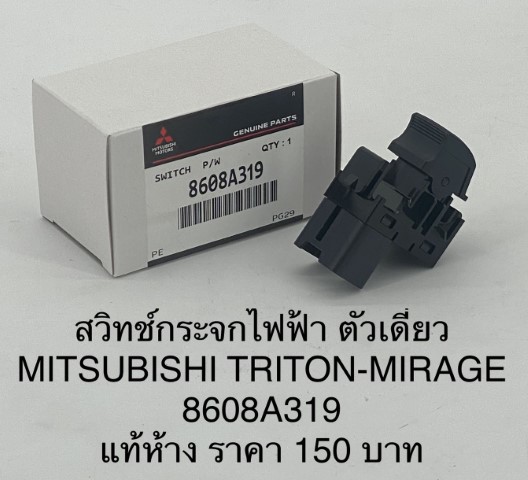 R
MITSUBISHI
MOTORS
GENUINE PARTS
SWITCH P/W
QTY : 1
8608A319
PG29
PE
สวิทช์กระจกไฟฟ้า ตัวเดี่ยว
MITSUBISHI TRITON-MIRAGE
8608A319
แท้ห้าง ราคา 150 บาท